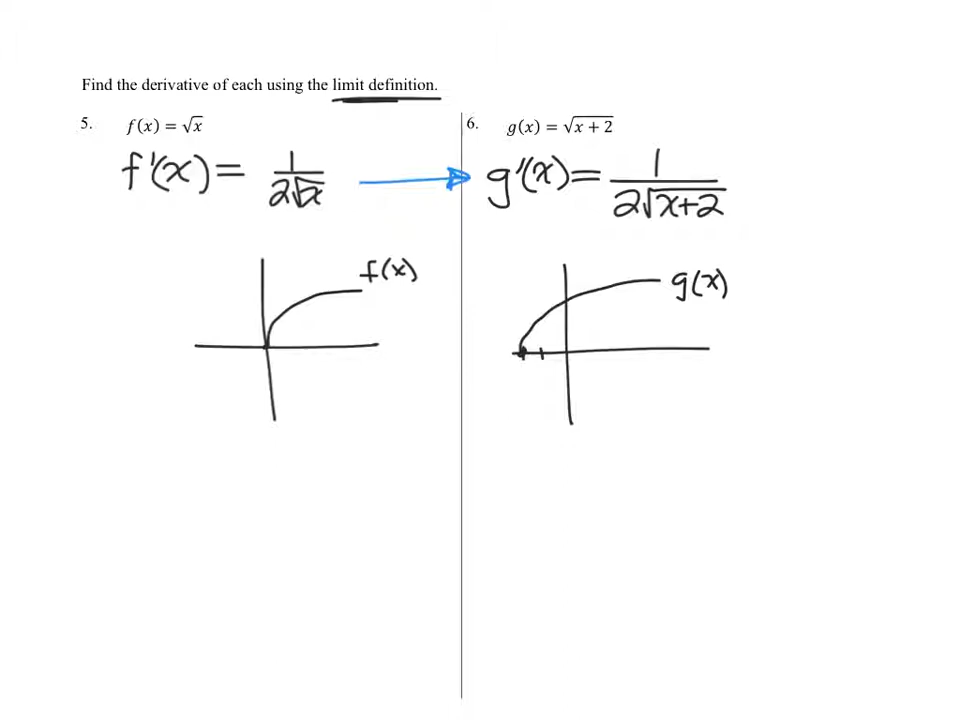 Find the derivative of each using the limit definition.
5. f(x) = √x
f'(x) = 1/(2√x)
f(x)
6. g(x) = √(x + 2)
g'(x) = 1/(2√(x+2))
g(x)